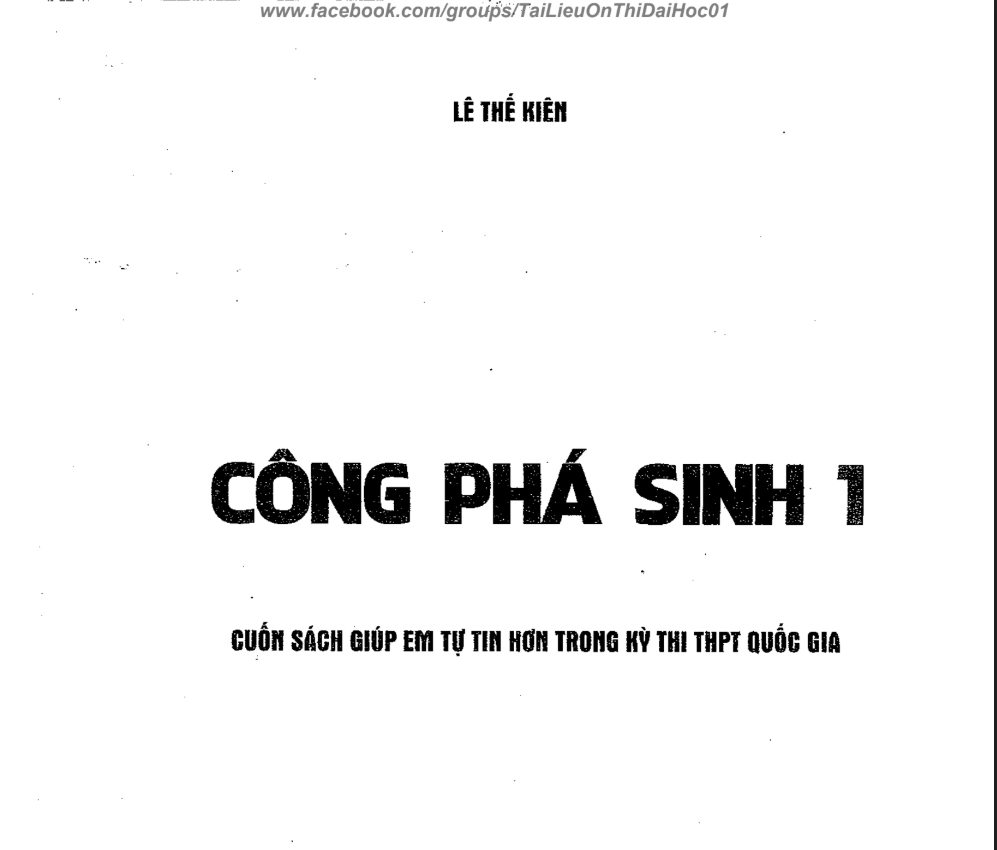 www.facebook.com/groups/TaiLieuOnThiDaiHoc01
LÊ THẾ KIÊN
CÔNG PHÁ SINH 1
CUỐN SÁCH GIÚP EM TỰ TIN HƠN TRONG KỲ THI THPT QUỐC GIA